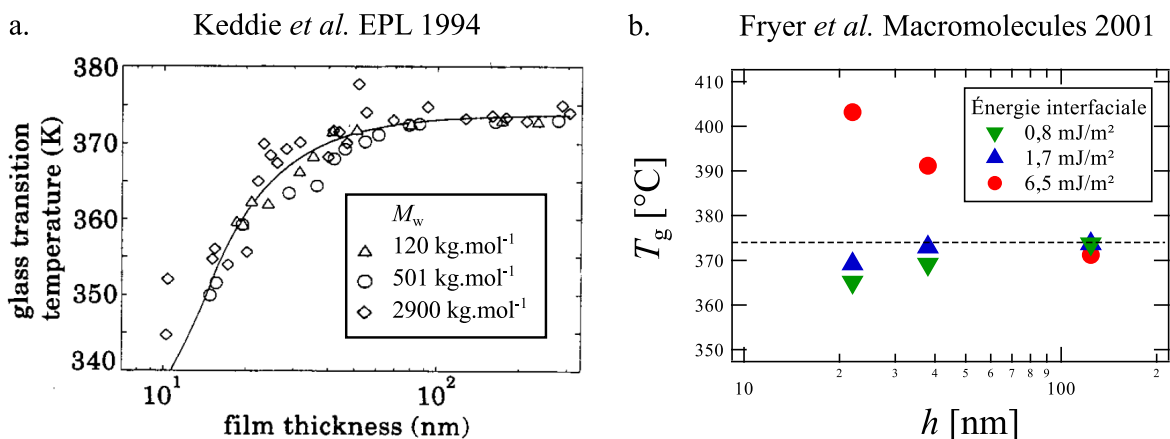 a.
Keddie et al. EPL 1994
380
370
360
350
340
glass transition
temperature (K)
M_w
120 kg.mol⁻¹
501 kg.mol⁻¹
2900 kg.mol⁻¹
10¹
10²
film thickness (nm)
b.
Fryer et al. Macromolecules 2001
410
400
390
380
370
360
350
T_g [°C]
Énergie interfaciale
0,8 mJ/m²
1,7 mJ/m²
6,5 mJ/m²
10
2
3
4
5
6
7
8
9
100
2
h [nm]